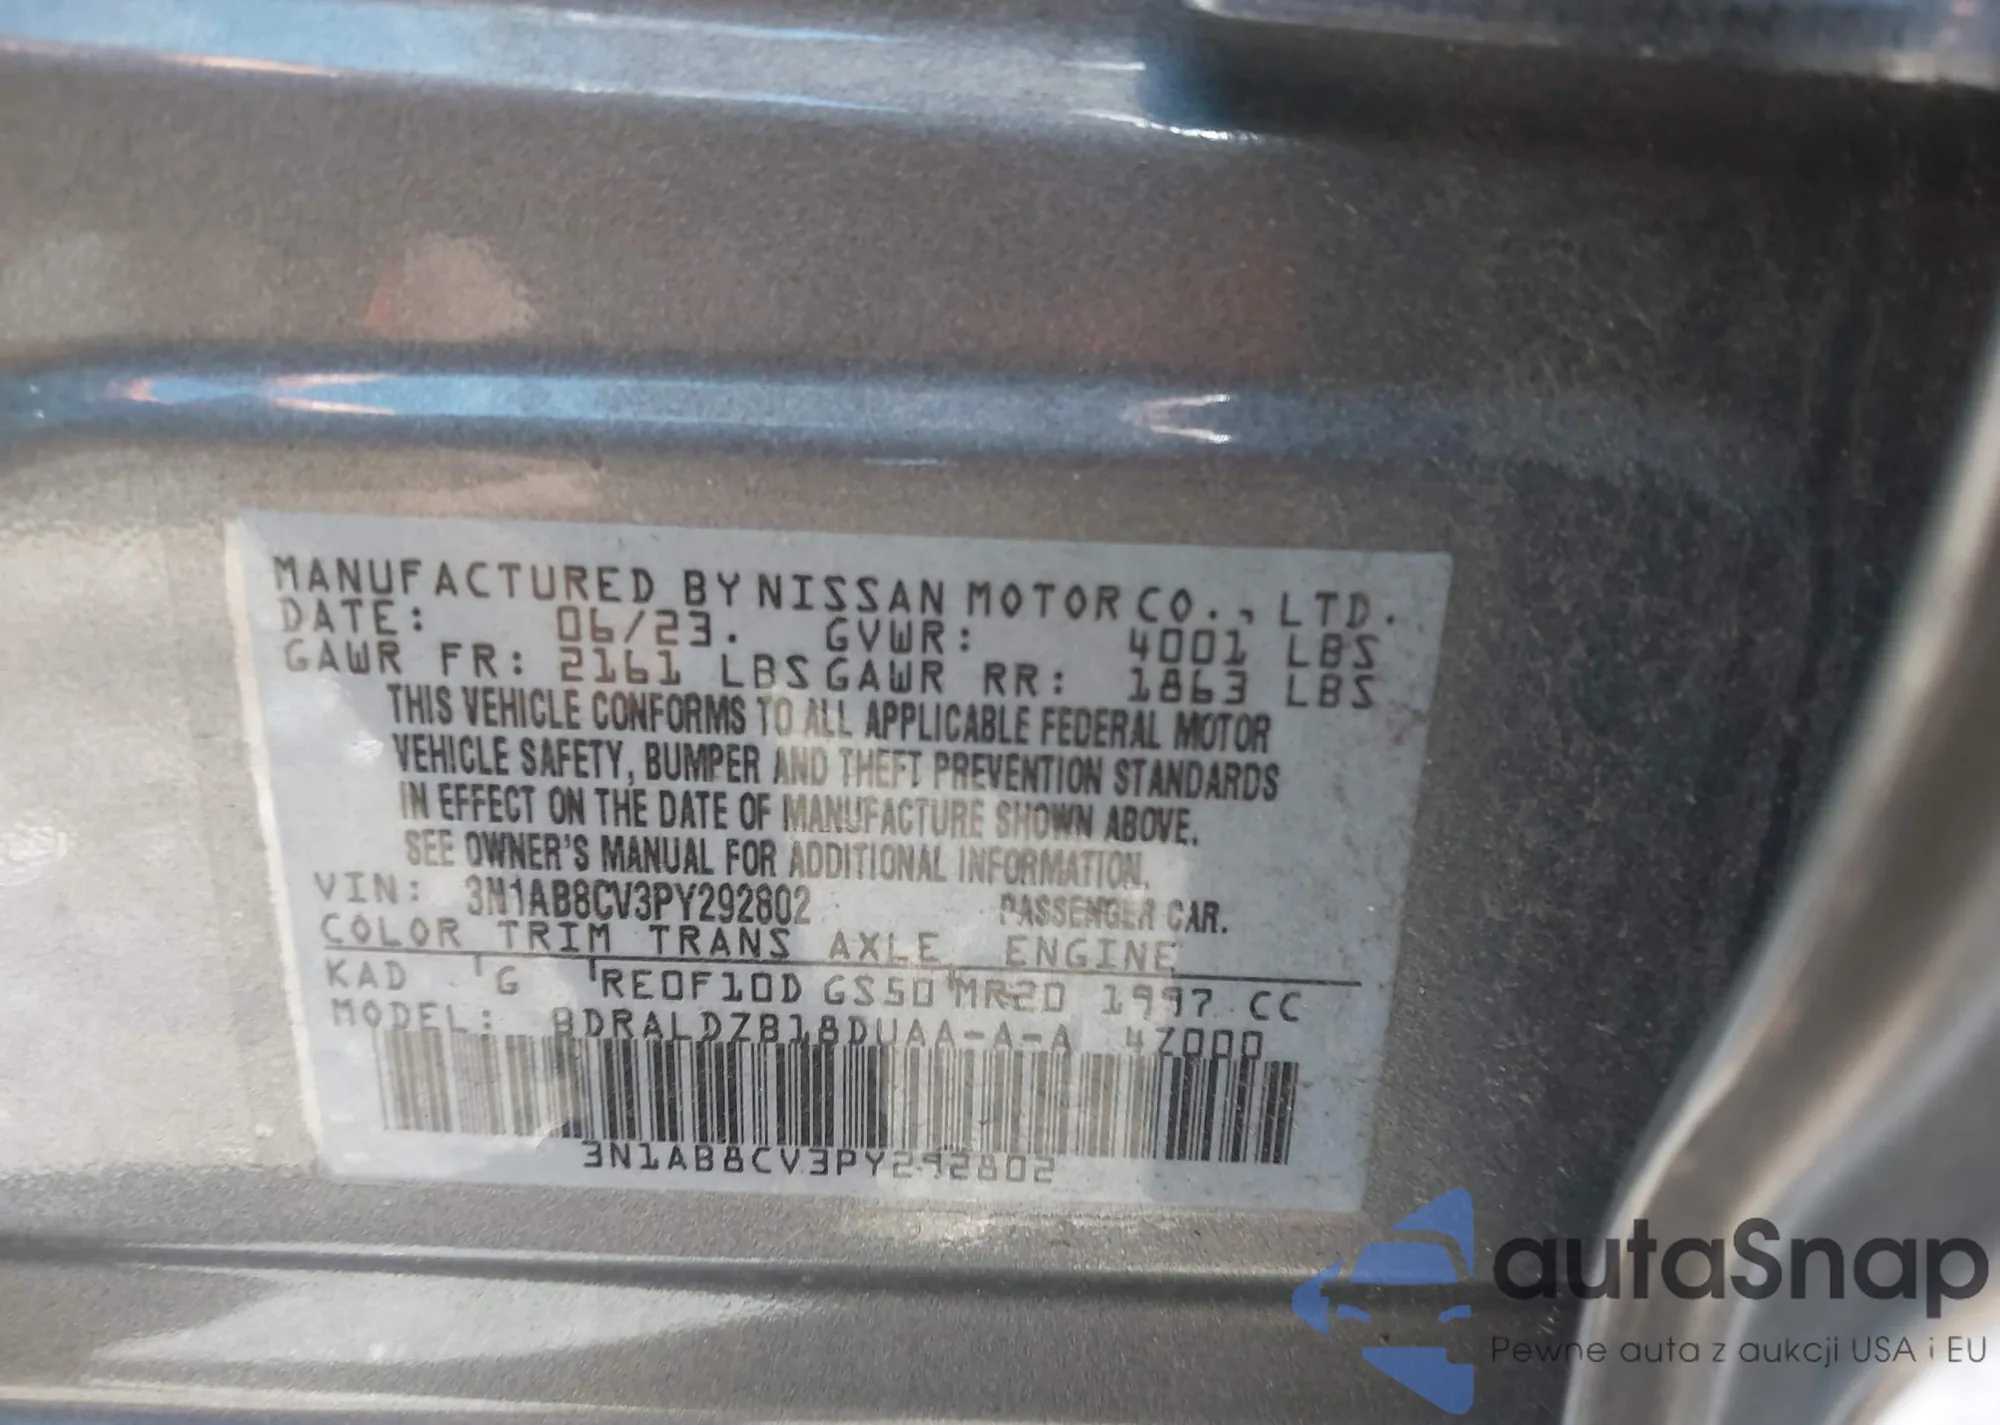 MANUFACTURED BY NISSAN MOTOR CO., LTD.
DATE: 06/23. GVWR: 4001 LBS
GAWR FR: 2161 LBS GAWR RR: 1863 LBS
THIS VEHICLE CONFORMS TO ALL APPLICABLE FEDERAL MOTOR
VEHICLE SAFETY, BUMPER AND THEFT PREVENTION STANDARDS
IN EFFECT ON THE DATE OF MANUFACTURE SHOWN ABOVE.
SEE OWNER'S MANUAL FOR ADDITIONAL INFORMATION.
VIN: 3N1AB8CV3PY292802 PASSENGER CAR.
COLOR TRIM TRANS AXLE ENGINE
KAD G RE0F10D GS50 MR20 1997 CC
MODEL: BDRALDZB18DUAA-A-A 4Z000
3N1AB8CV3PY292802
autaSnap
Pewne auta z aukcji USA i EU